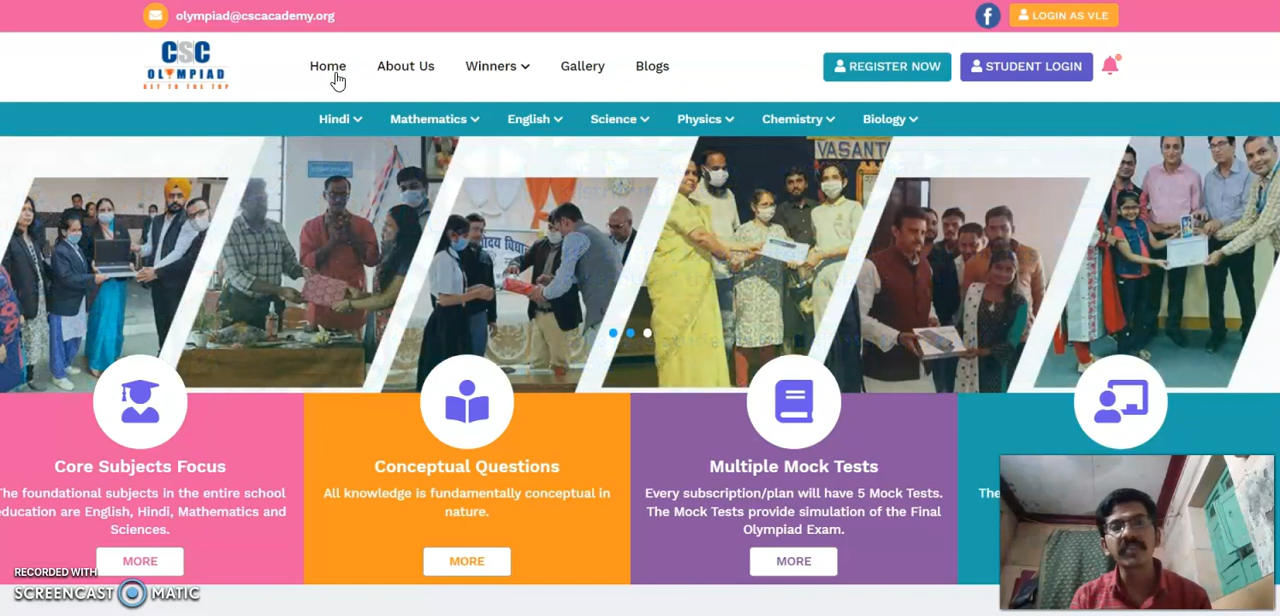 olympiad@cscacademy.org
LOGIN AS VLE
CSC
OLYMPIAD
GET TO THE TOP
Home
About Us
Winners
Gallery
Blogs
REGISTER NOW
STUDENT LOGIN
Hindi
Mathematics
English
Science
Physics
Chemistry
Biology
VASANT
Core Subjects Focus
The foundational subjects in the entire school
education are English, Hindi, Mathematics and
Sciences.
MORE
Conceptual Questions
All knowledge is fundamentally conceptual in
nature.
MORE
Multiple Mock Tests
Every subscription/plan will have 5 Mock Tests.
The Mock Tests provide simulation of the Final
Olympiad Exam.
MORE
The
RECORDED WITH
SCREENCAST MATIC